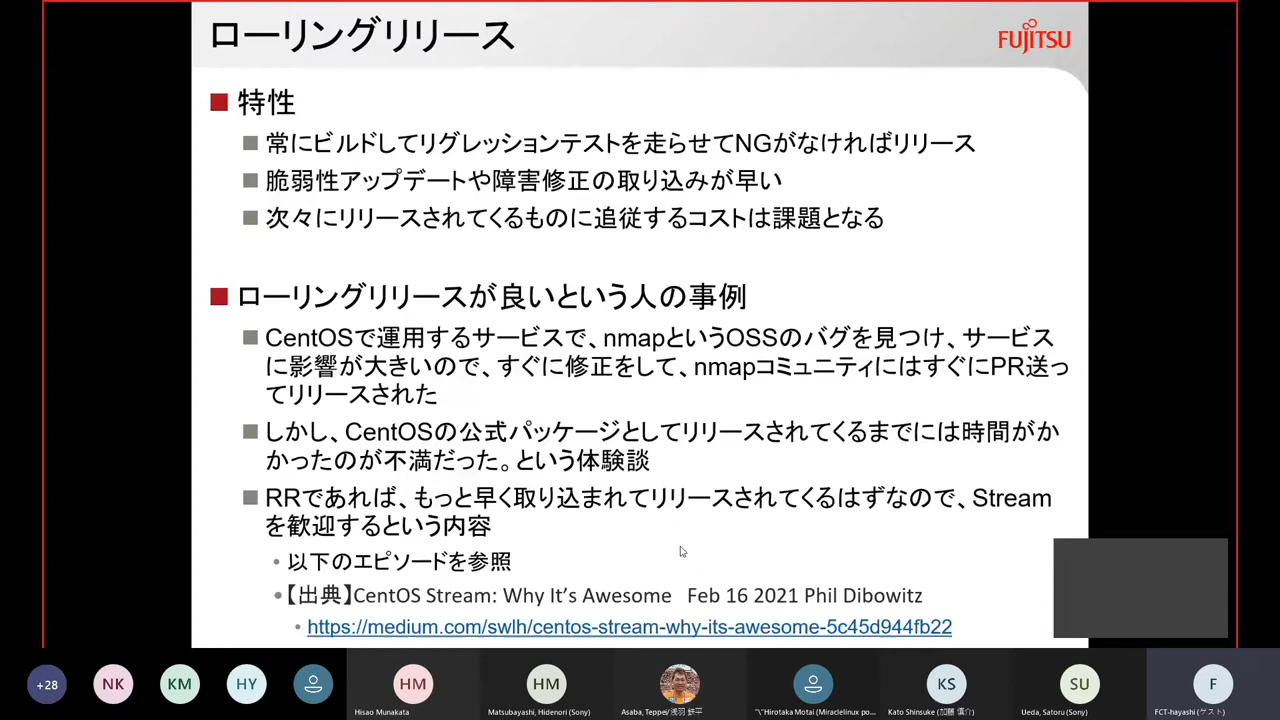 ローリングリリース
FUJITSU
特性
常にビルドしてリグレッションテストを走らせてNGがなければリリース
脆弱性アップデートや障害修正の取り込みが早い
次々にリリースされてくるものに追従するコストは課題となる
ローリングリリースが良いという人の事例
CentOSで運用するサービスで、nmapというOSSのバグを見つけ、サービス
に影響が大きいので、すぐに修正をして、nmapコミュニティにはすぐにPR送っ
てリリースされた
しかし、CentOSの公式パッケージとしてリリースされてくるまでには時間がか
かったのが不満だった。という体験談
RRであれば、もっと早く取り込まれてリリースされてくるはずなので、Stream
を歓迎するという内容
以下のエピソードを参照
【出典】CentOS Stream: Why It's Awesome Feb 16 2021 Phil Dibowitz
https://medium.com/swlh/centos-stream-why-its-awesome-5c45d944fb22
+28 NK KM HY HM HM KS SU F
Hisao Munakata Matsubayashi, Hidenori (Sony) Asaba, Teppei/浅羽 鉄平 "\"Hirotaka Motai (Miraclelinux po... Kato Shinsuke (加藤 慎介) Ueda, Satoru (Sony) FCT-hayashi (ゲスト)